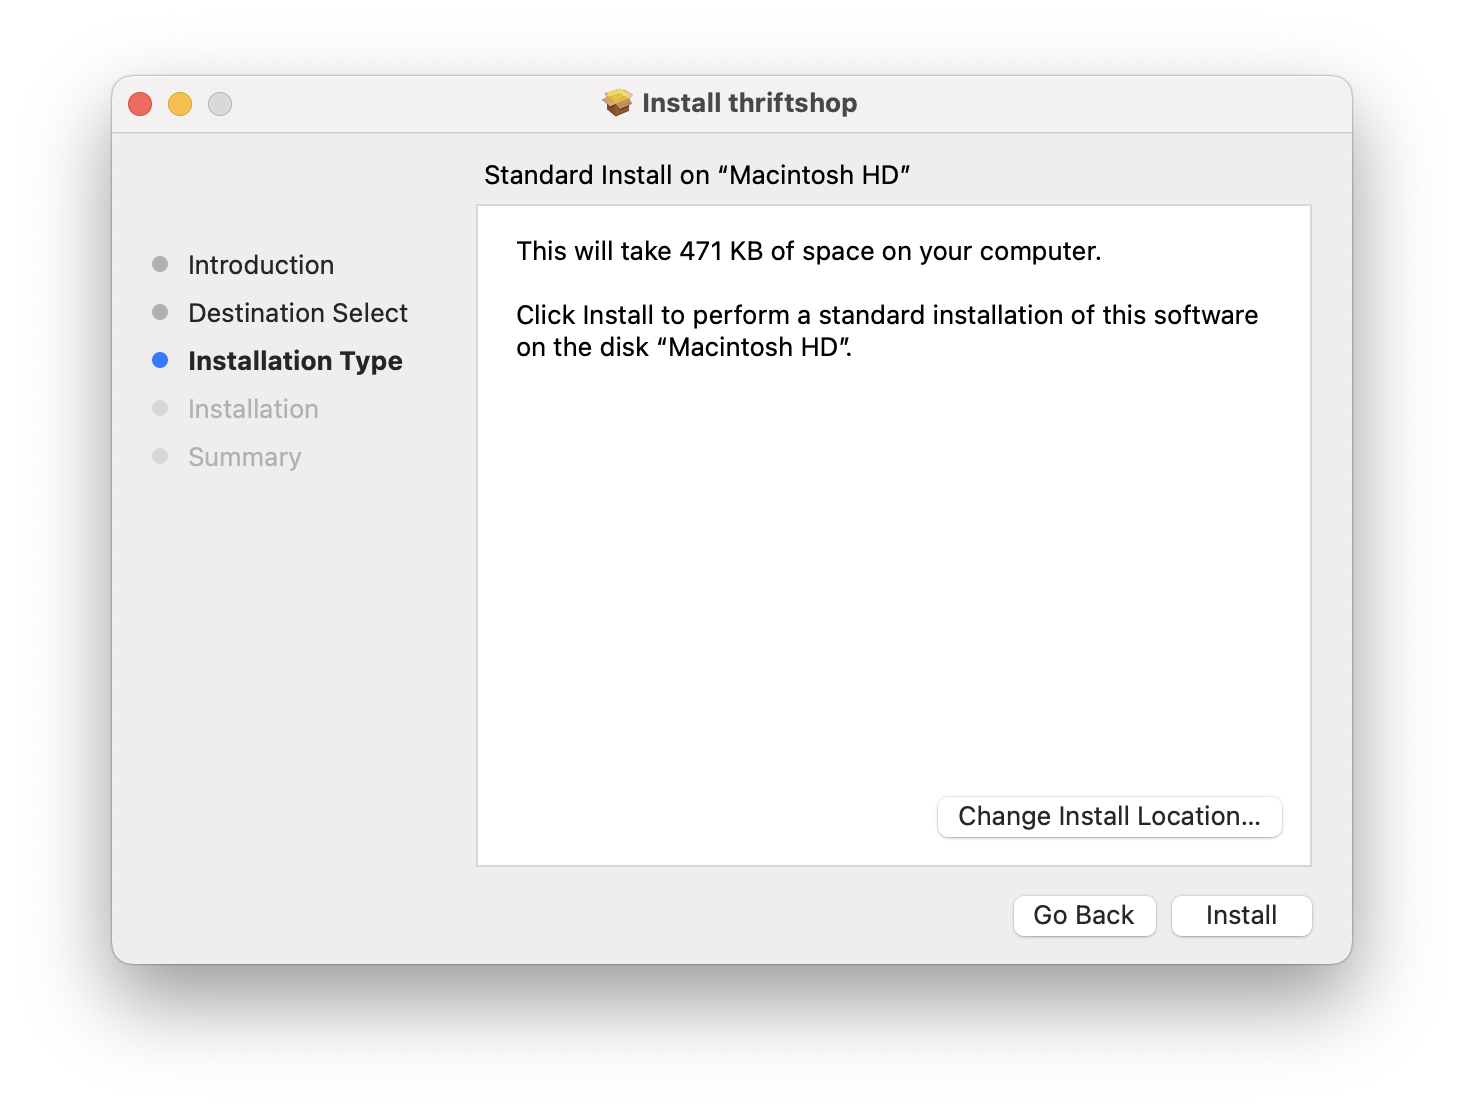 Install thriftshop
Standard Install on “Macintosh HD”
Introduction
Destination Select
Installation Type
Installation
Summary
This will take 471 KB of space on your computer.
Click Install to perform a standard installation of this software
on the disk “Macintosh HD”.
Change Install Location...
Go Back
Install